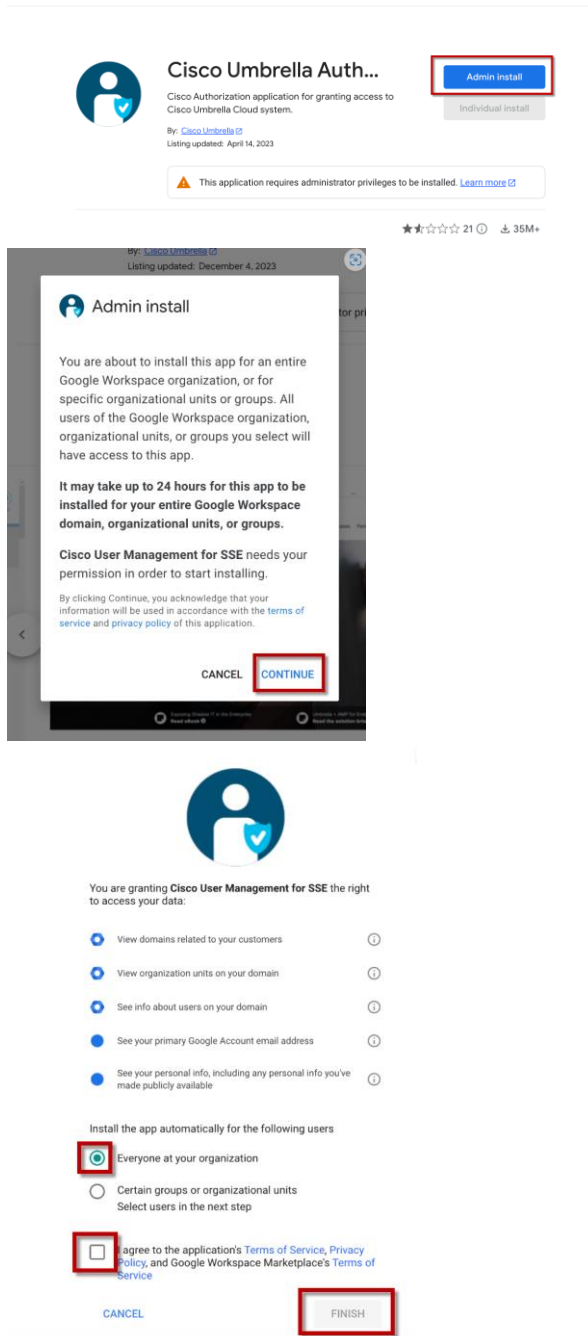 Cisco Umbrella Auth...
Admin install
Cisco Authorization application for granting access to
Cisco Umbrella Cloud system.
Individual install
By: Cisco Umbrella
Listing updated: April 14, 2023
This application requires administrator privileges to be installed. Learn more
21 35M+
By: Cisco Umbrella
Listing updated: December 4, 2023
Admin install
tor pri
You are about to install this app for an entire
Google Workspace organization, or for
specific organizational units or groups. All
users of the Google Workspace organization,
organizational units, or groups you select will
have access to this app.
It may take up to 24 hours for this app to be
installed for your entire Google Workspace
domain, organizational units, or groups.
Cisco User Management for SSE needs your
permission in order to start installing.
By clicking Continue, you acknowledge that your
information will be used in accordance with the terms of
service and privacy policy of this application.
CANCEL CONTINUE
You are granting Cisco User Management for SSE the right
to access your data:
View domains related to your customers
View organization units on your domain
See info about users on your domain
See your primary Google Account email address
See your personal info, including any personal info you've
made publicly available
Install the app automatically for the following users
Everyone at your organization
Certain groups or organizational units
Select users in the next step
I agree to the application's Terms of Service, Privacy
Policy, and Google Workspace Marketplace's Terms of
Service
CANCEL FINISH